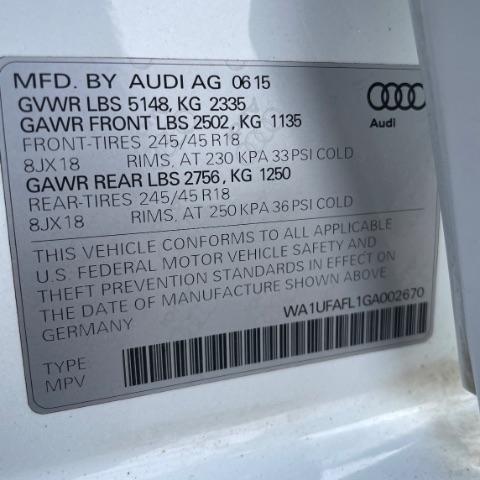 MFD. BY AUDI AG 06 15
GVWR LBS 5148, KG 2335
GAWR FRONT LBS 2502, KG 1135
FRONT-TIRES 245/45 R18
8JX18 RIMS. AT 230 KPA 33 PSI COLD
GAWR REAR LBS 2756, KG 1250
REAR-TIRES 245/45 R18
8JX18 RIMS. AT 250 KPA 36 PSI COLD
Audi
THIS VEHICLE CONFORMS TO ALL APPLICABLE
U.S. FEDERAL MOTOR VEHICLE SAFETY AND
THEFT PREVENTION STANDARDS IN EFFECT ON
THE DATE OF MANUFACTURE SHOWN ABOVE
GERMANY
WA1UFAFL1GA002670
TYPE
MPV